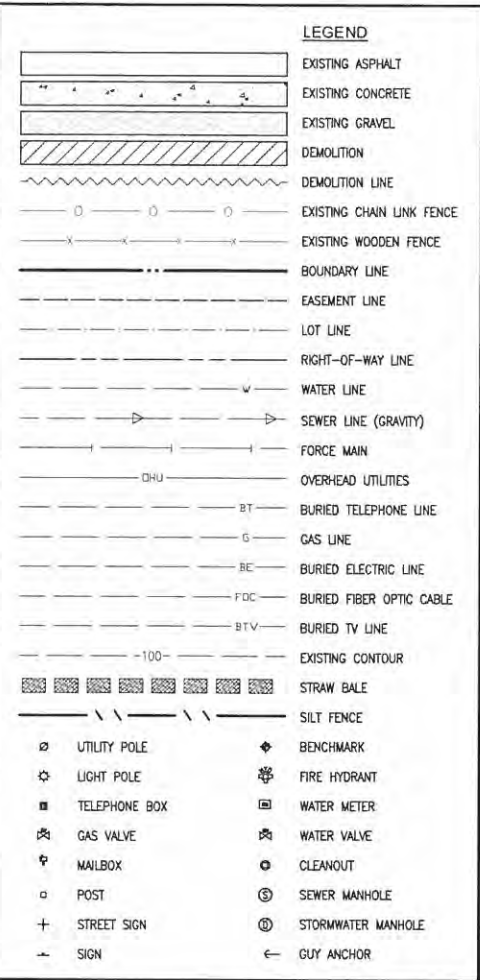 LEGEND
EXISTING ASPHALT
EXISTING CONCRETE
EXISTING GRAVEL
DEMOLITION
DEMOLITION LINE
O O O EXISTING CHAIN LINK FENCE
x x x x EXISTING WOODEN FENCE
BOUNDARY LINE
EASEMENT LINE
LOT LINE
RIGHT-OF-WAY LINE
W WATER LINE
SEWER LINE (GRAVITY)
FORCE MAIN
OHU OVERHEAD UTILITIES
BT BURIED TELEPHONE LINE
G GAS LINE
BE BURIED ELECTRIC LINE
FOC BURIED FIBER OPTIC CABLE
BTV BURIED TV LINE
100 EXISTING CONTOUR
STRAW BALE
SILT FENCE
UTILITY POLE BENCHMARK
LIGHT POLE FIRE HYDRANT
TELEPHONE BOX WATER METER
GAS VALVE WATER VALVE
MAILBOX CLEANOUT
POST S SEWER MANHOLE
STREET SIGN D STORMWATER MANHOLE
SIGN GUY ANCHOR